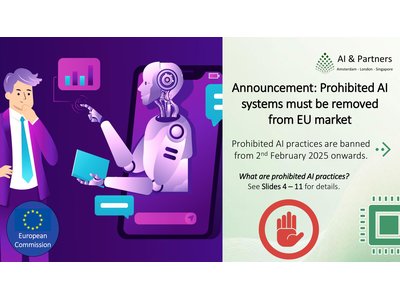 AI & Partners
Amsterdam - London - Singapore
Announcement: Prohibited AI
systems must be removed
from EU market
Prohibited AI practices are banned
from 2nd February 2025 onwards.
What are prohibited AI practices?
See Slides 4 – 11 for details.
European
Commission